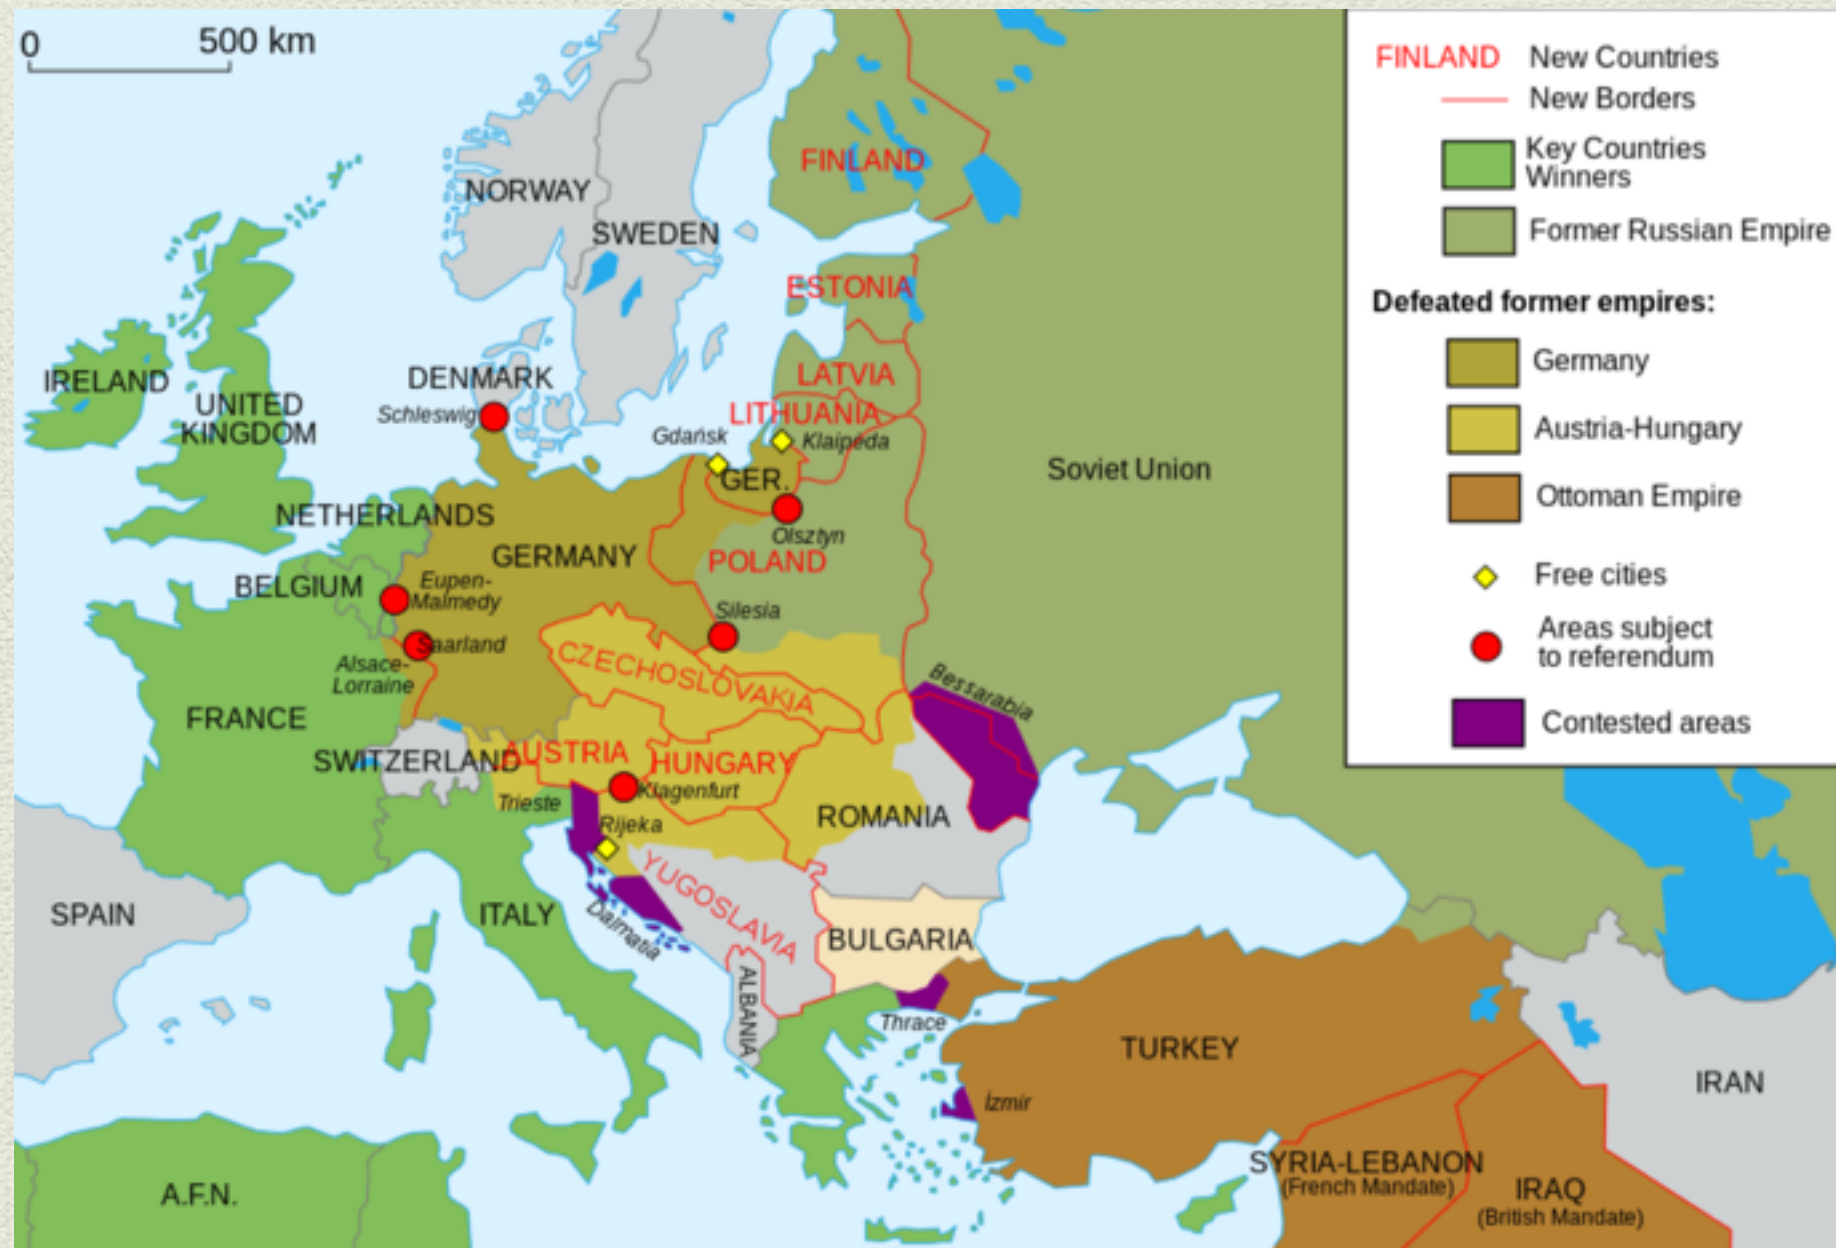 0 500 km
FINLAND New Countries
New Borders
Key Countries
Winners
Former Russian Empire
Defeated former empires:
Germany
Austria-Hungary
Ottoman Empire
Free cities
Areas subject
to referendum
Contested areas
NORWAY
SWEDEN
FINLAND
ESTONIA
LATVIA
LITHUANIA
IRELAND
UNITED
KINGDOM
DENMARK
Schleswig
Gdańsk
Klaipėda
GER.
Olsztyn
Soviet Union
NETHERLANDS
GERMANY
POLAND
BELGIUM
Eupen-
Malmedy
Silesia
Saarland
Alsace-
Lorraine
CZECHOSLOVAKIA
Bessarabia
FRANCE
SWITZERLAND
AUSTRIA
HUNGARY
Klagenfurt
Trieste
Rijeka
ROMANIA
YUGOSLAVIA
SPAIN
ITALY
Dalmatia
BULGARIA
ALBANIA
Thrace
TURKEY
İzmir
IRAN
SYRIA-LEBANON
(French Mandate)
IRAQ
(British Mandate)
A.F.N.